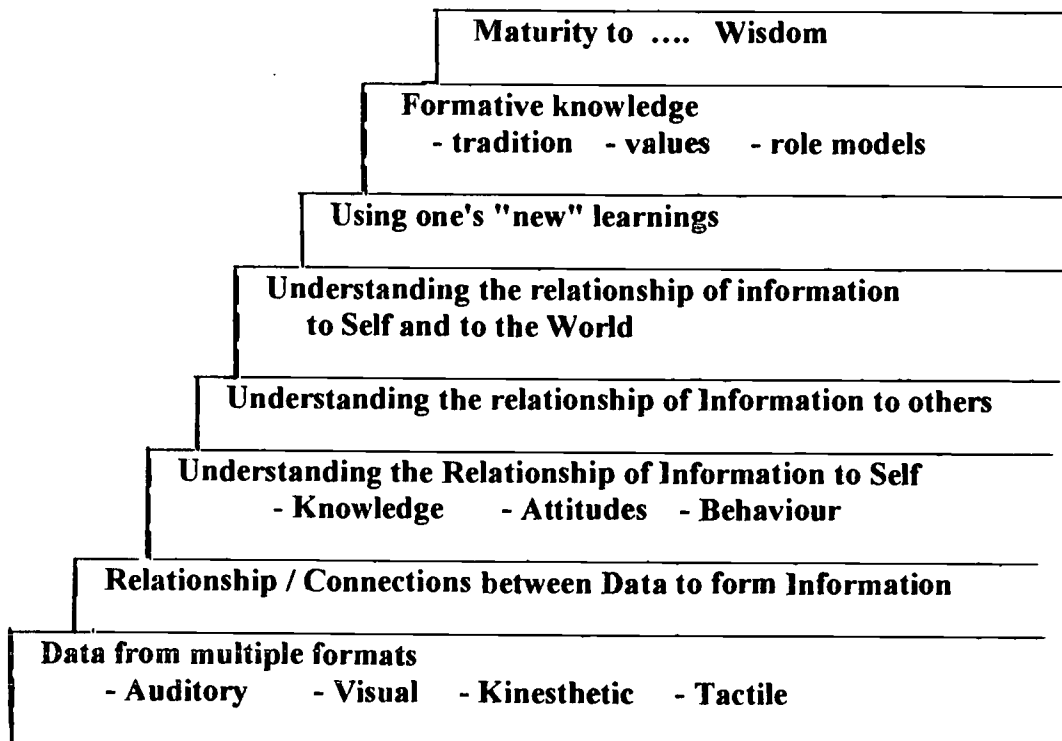 Maturity to .... Wisdom
Formative knowledge
- tradition - values - role models
Using one's "new" learnings
Understanding the relationship of information
to Self and to the World
Understanding the relationship of Information to others
Understanding the Relationship of Information to Self
- Knowledge - Attitudes - Behaviour
Relationship / Connections between Data to form Information
Data from multiple formats
- Auditory - Visual - Kinesthetic - Tactile